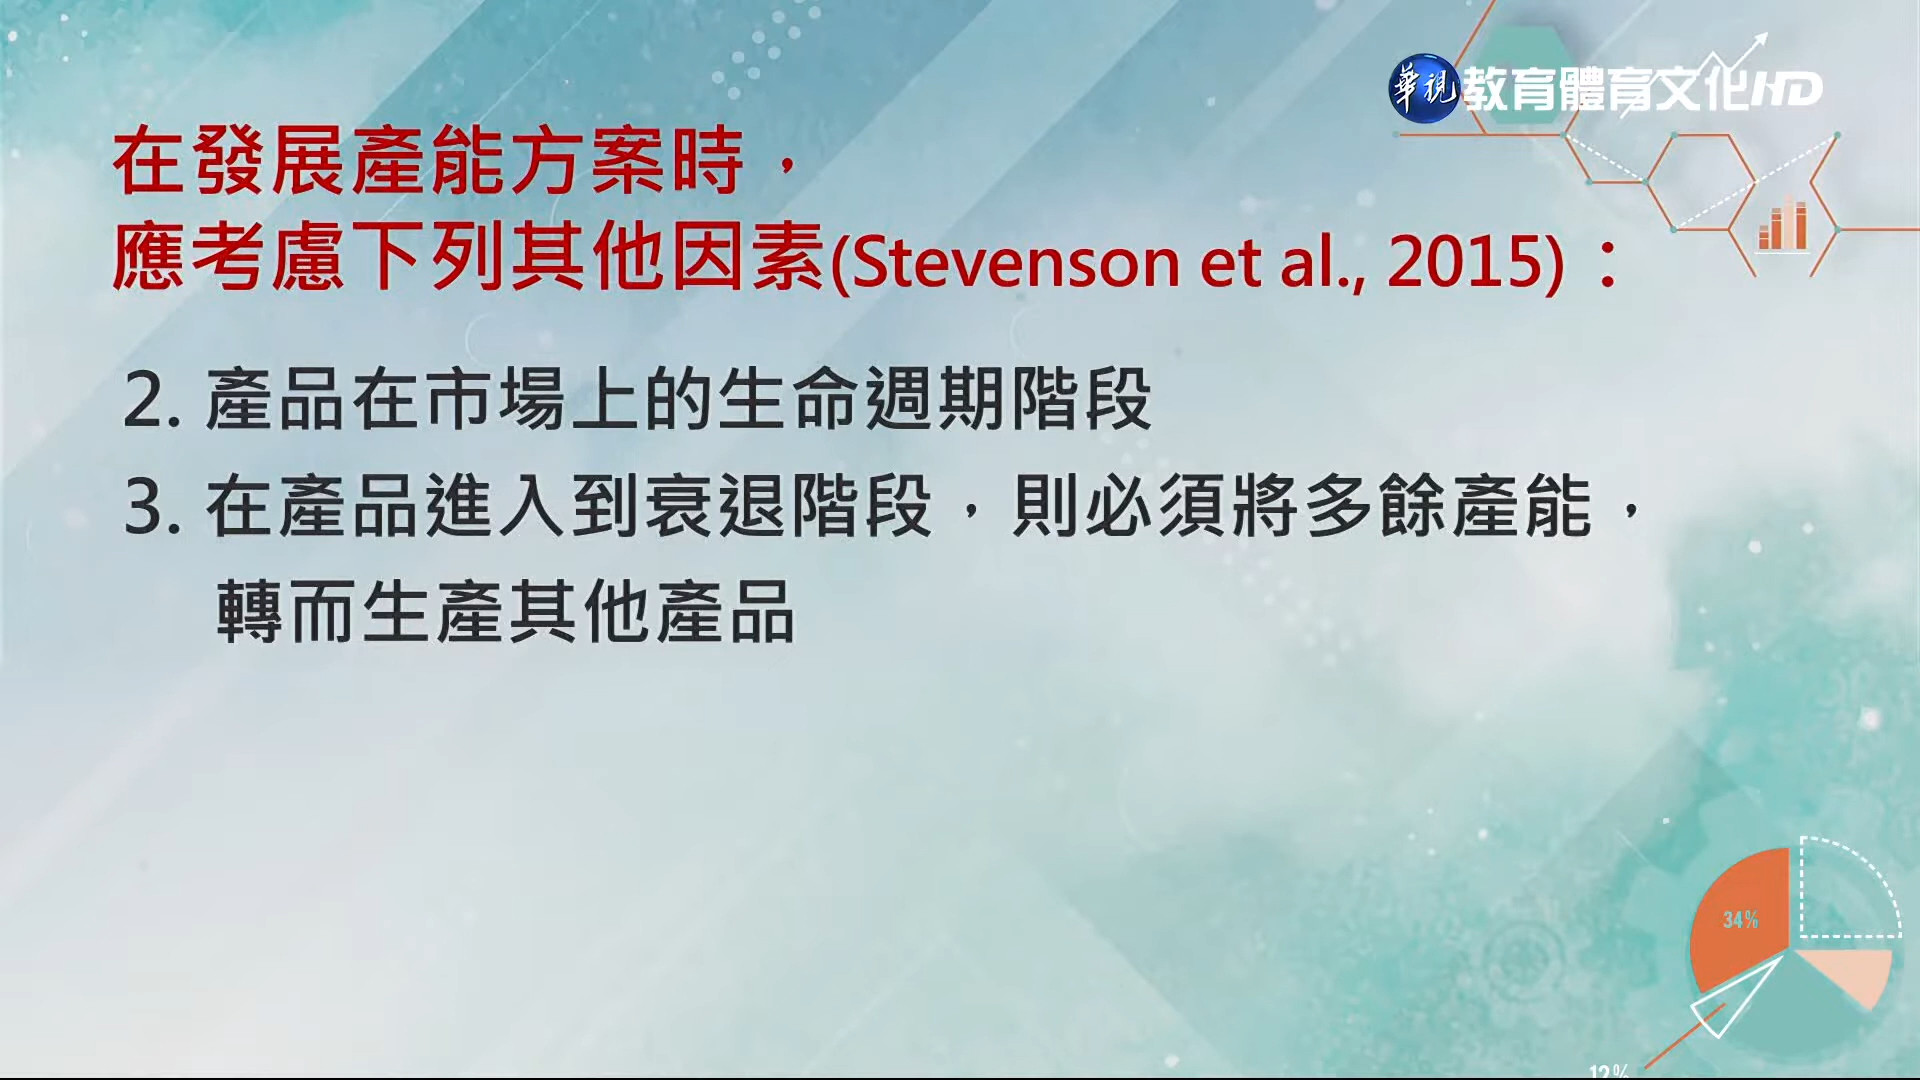 華視 教育體育文化HD
在發展產能方案時，
應考慮下列其他因素(Stevenson et al., 2015)：
2. 產品在市場上的生命週期階段
3. 在產品進入到衰退階段，則必須將多餘產能，
轉而生產其他產品
34%
12%